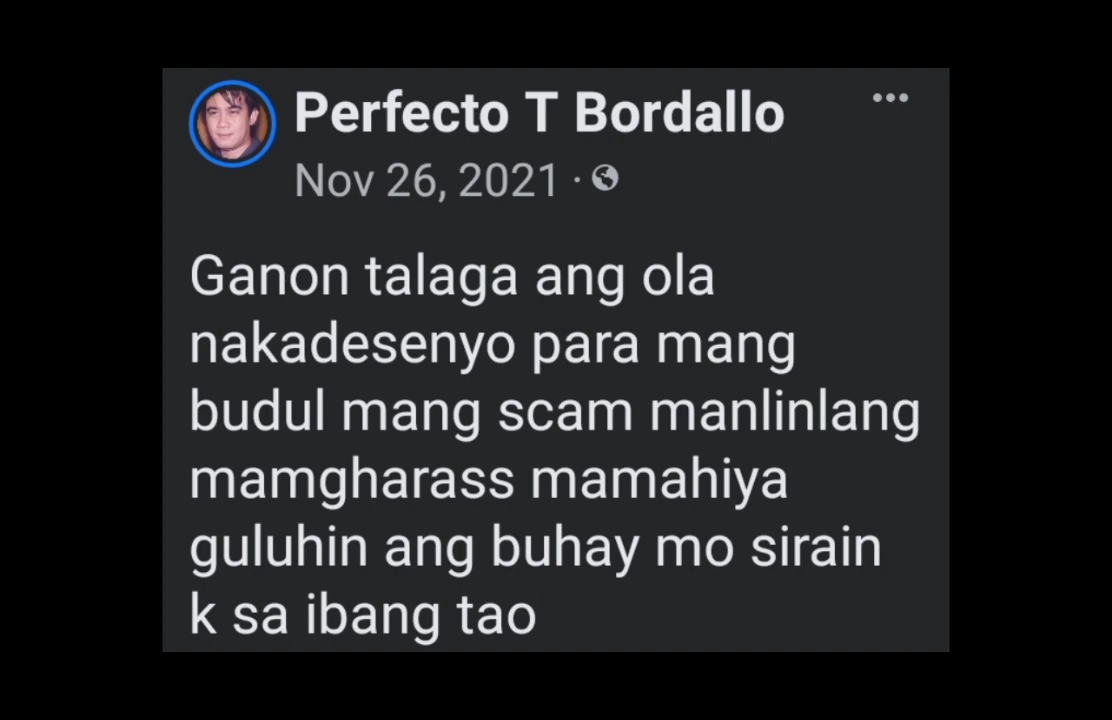 Perfecto T Bordallo
Nov 26, 2021 ·
Ganon talaga ang ola
nakadesenyo para mang
budul mang scam manlinlang
mamgharass mamahiya
guluhin ang buhay mo sirain
k sa ibang tao